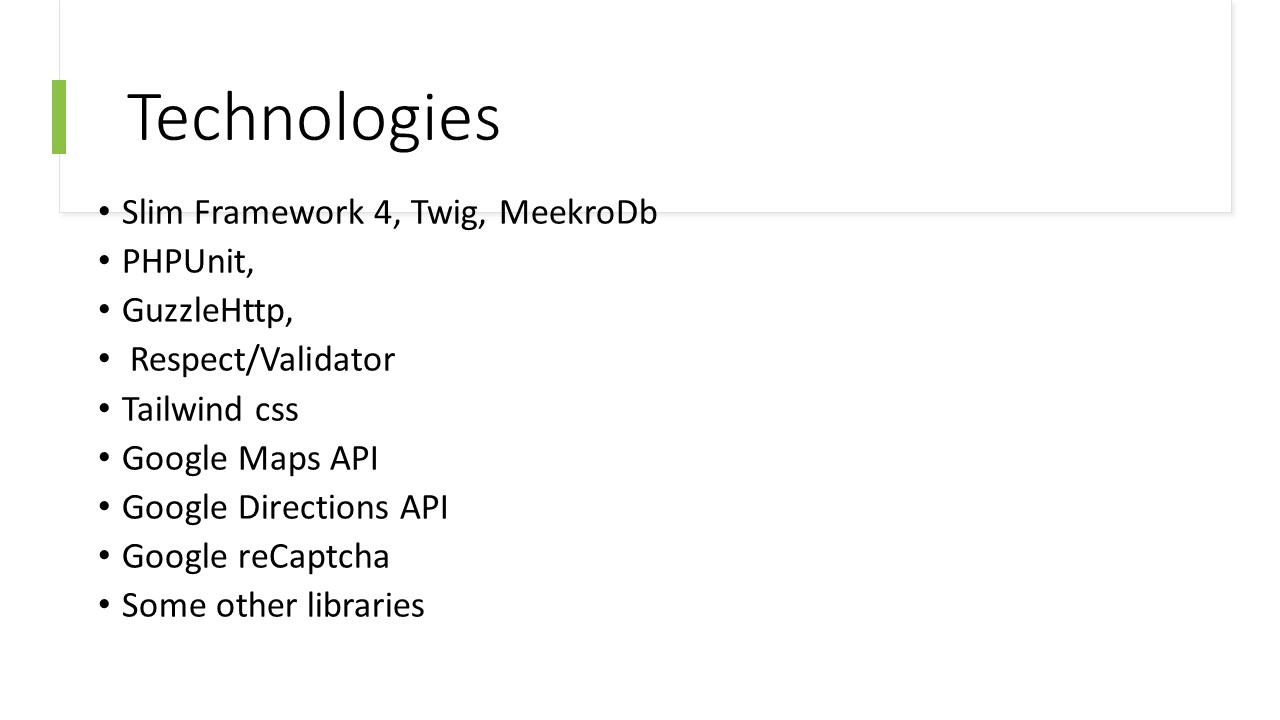 Technologies
• Slim Framework 4, Twig, MeekroDb
• PHPUnit,
• GuzzleHttp,
• Respect/Validator
• Tailwind css
• Google Maps API
• Google Directions API
• Google reCaptcha
• Some other libraries